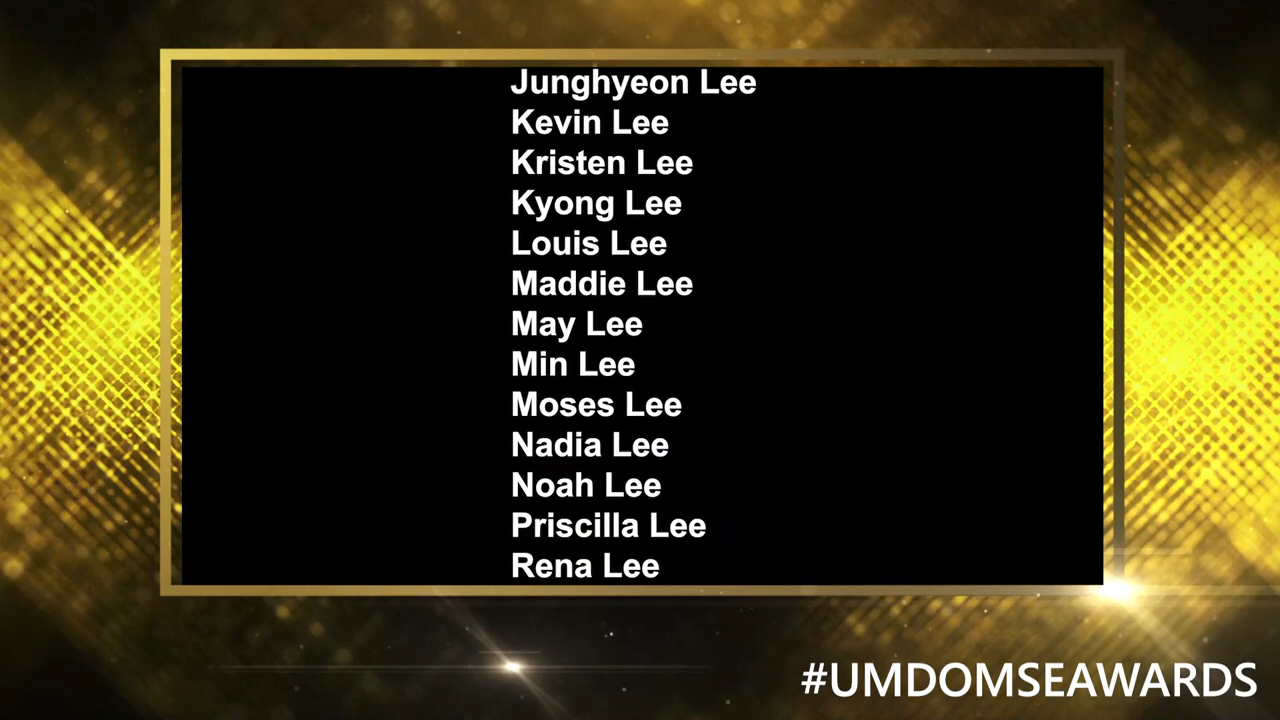 Junghyeon Lee
Kevin Lee
Kristen Lee
Kyong Lee
Louis Lee
Maddie Lee
May Lee
Min Lee
Moses Lee
Nadia Lee
Noah Lee
Priscilla Lee
Rena Lee
#UMDOMSEAWARDS